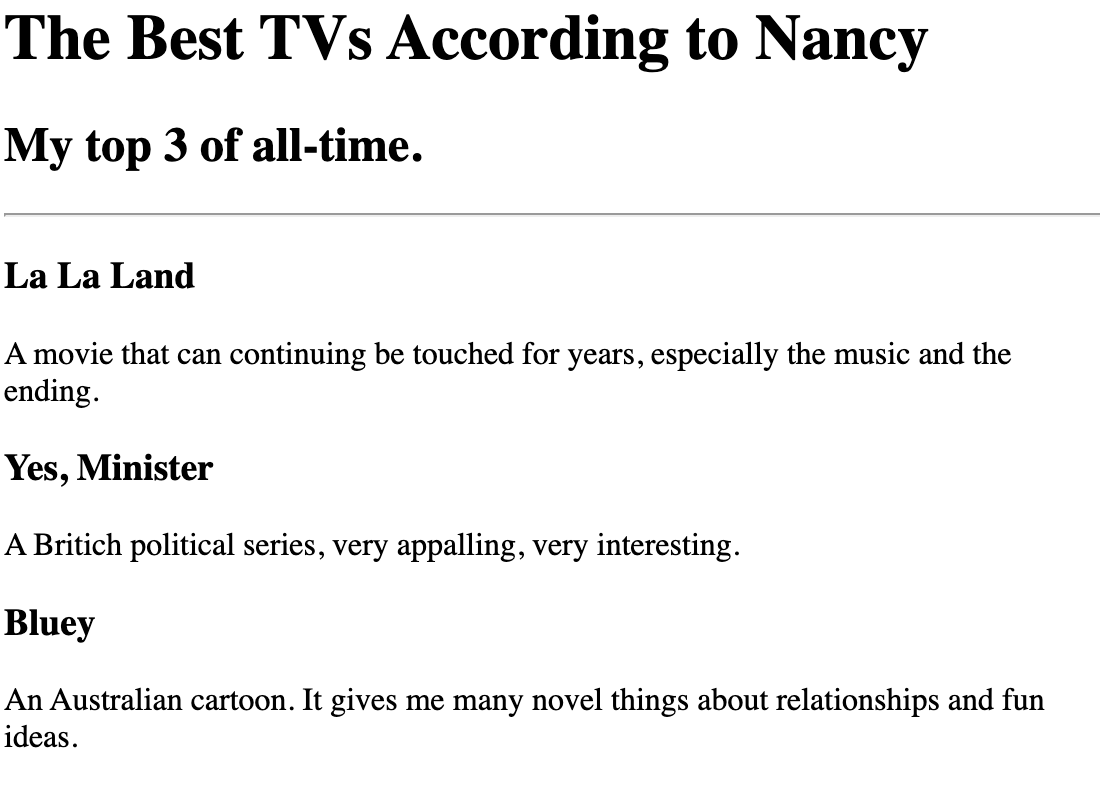 The Best TVs According to Nancy
My top 3 of all-time.
La La Land
A movie that can continuing be touched for years, especially the music and the
ending.
Yes, Minister
A Britich political series, very appalling, very interesting.
Bluey
An Australian cartoon. It gives me many novel things about relationships and fun
ideas.